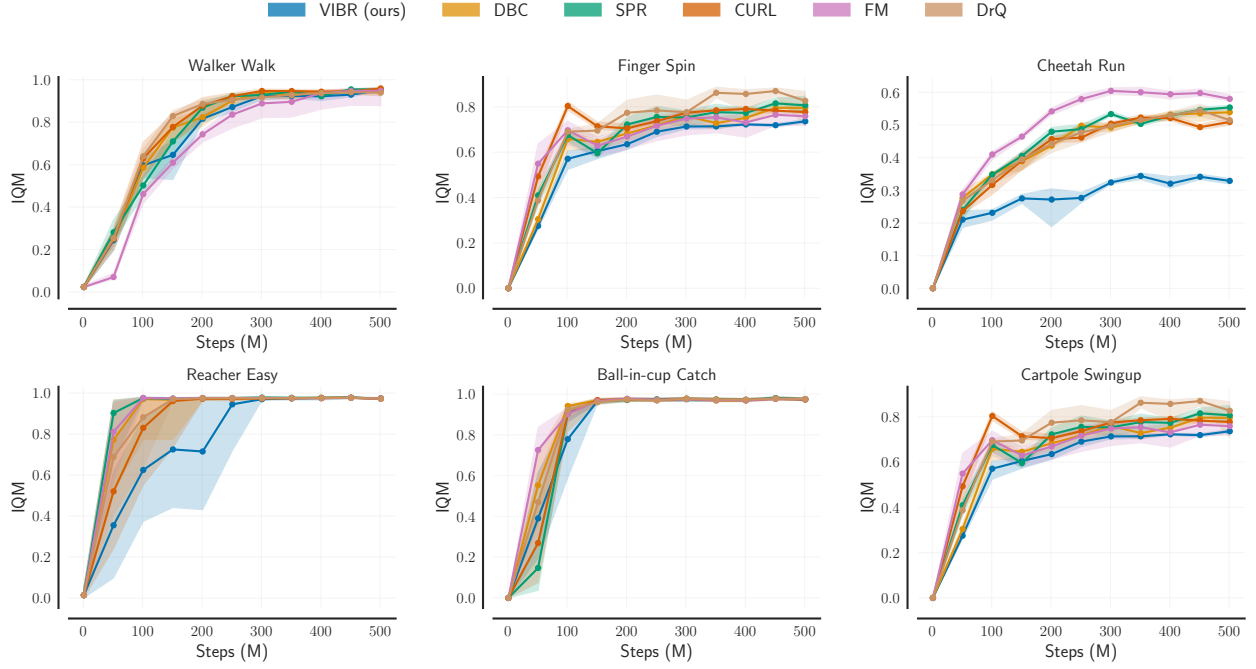 VIBR (ours) DBC SPR CURL FM DrQ
Walker Walk Finger Spin Cheetah Run
IQM
1.0
0.8
0.6
0.4
0.2
0.0
0 100 200 300 400 500
Steps (M)
IQM
0.8
0.6
0.4
0.2
0.0
0 100 200 300 400 500
Steps (M)
IQM
0.6
0.5
0.4
0.3
0.2
0.1
0.0
0 100 200 300 400 500
Steps (M)
Reacher Easy Ball-in-cup Catch Cartpole Swingup
IQM
1.0
0.8
0.6
0.4
0.2
0.0
0 100 200 300 400 500
Steps (M)
IQM
1.0
0.8
0.6
0.4
0.2
0.0
0 100 200 300 400 500
Steps (M)
IQM
0.8
0.6
0.4
0.2
0.0
0 100 200 300 400 500
Steps (M)